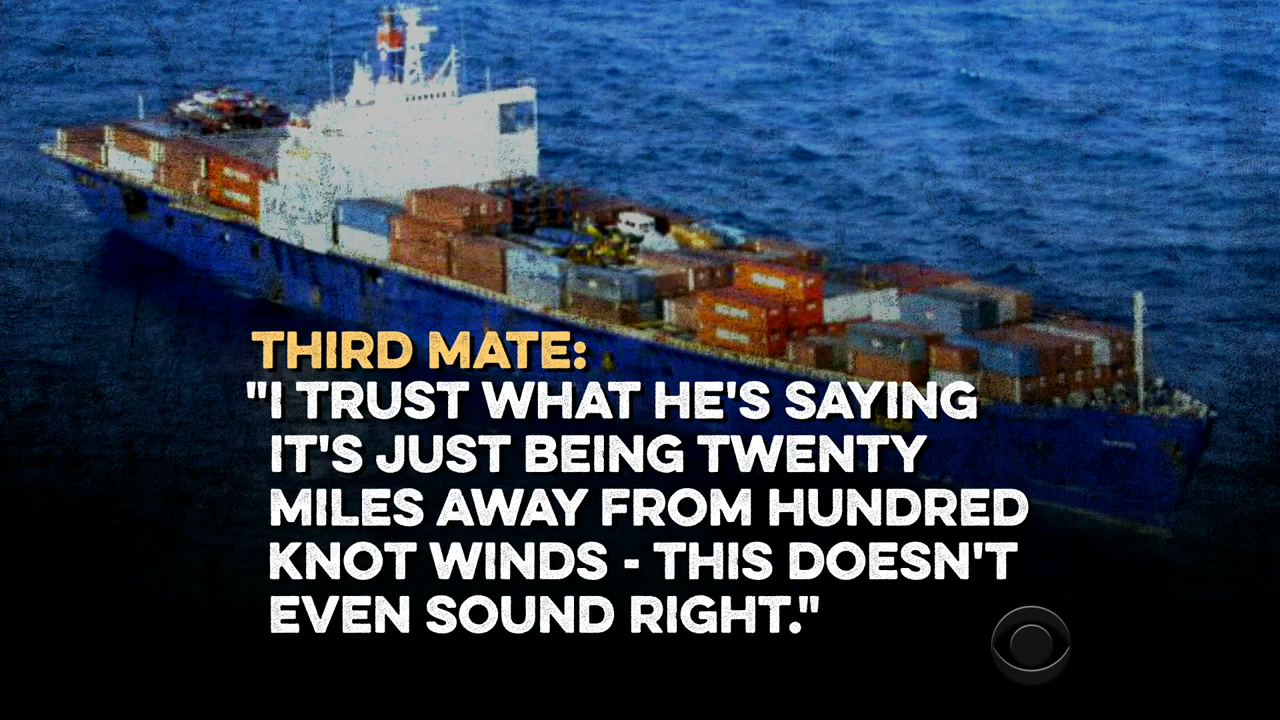 THIRD MATE:
"I TRUST WHAT HE'S SAYING
IT'S JUST BEING TWENTY
MILES AWAY FROM HUNDRED
KNOT WINDS - THIS DOESN'T
EVEN SOUND RIGHT."